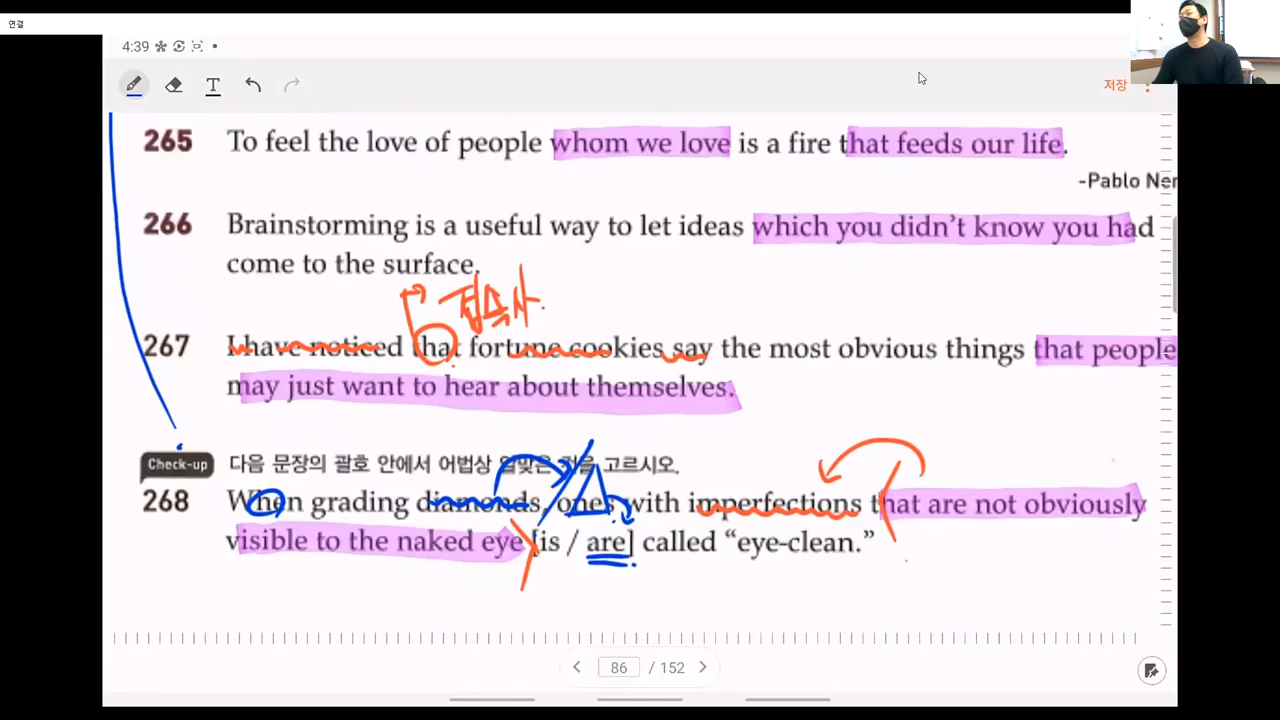 연결
4:39
저장
265 To feel the love of people whom we love is a fire that feeds our life.
-Pablo Ner
266 Brainstorming is a useful way to let ideas which you didn't know you had
come to the surface.
접속사
267 I have noticed that fortune cookies say the most obvious things that people
may just want to hear about themselves.
Check-up 다음 문장의 괄호 안에서 어법상 알맞은 것을 고르시오.
268 When grading diamonds, ones with imperfections that are not obviously
visible to the naked eye [is / are] called “eye-clean.”
86 / 152